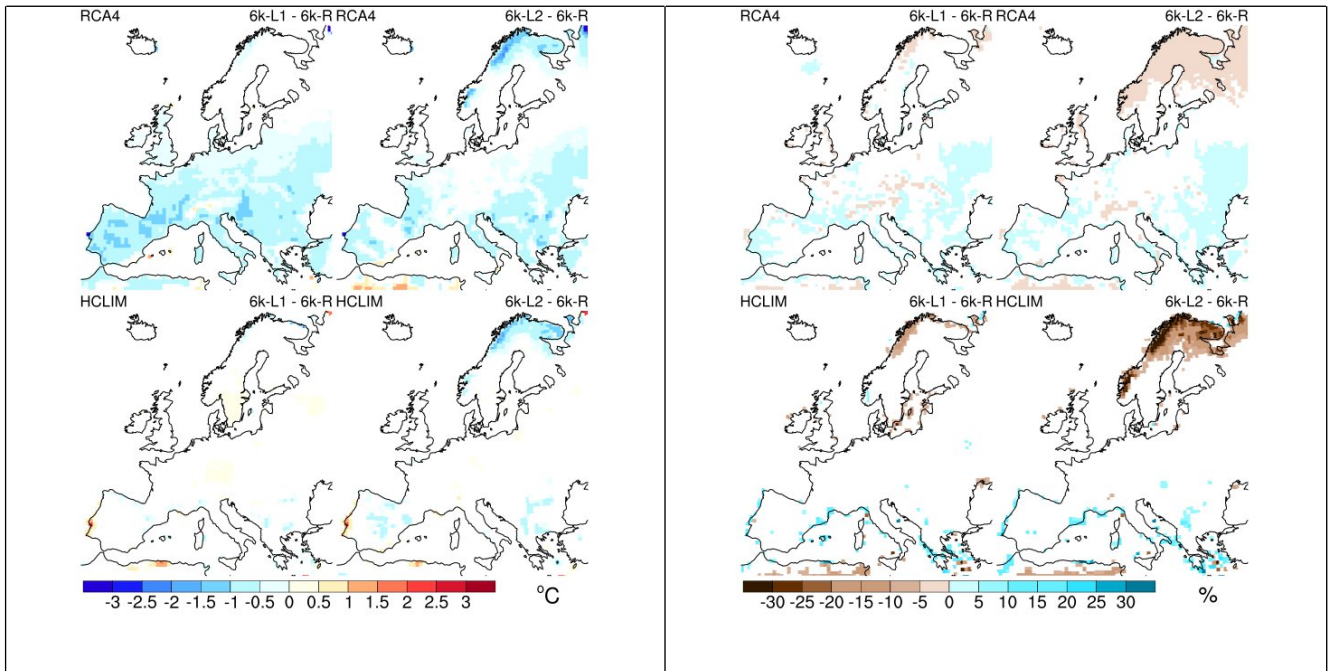 RCA4 6k-L1 - 6k-R RCA4 6k-L2 - 6k-R
HCLIM 6k-L1 - 6k-R HCLIM 6k-L2 - 6k-R
-3 -2.5 -2 -1.5 -1 -0.5 0 0.5 1 1.5 2 2.5 3 °C
RCA4 6k-L1 - 6k-R RCA4 6k-L2 - 6k-R
HCLIM 6k-L1 - 6k-R HCLIM 6k-L2 - 6k-R
-30 -25 -20 -15 -10 -5 0 5 10 15 20 25 30 %